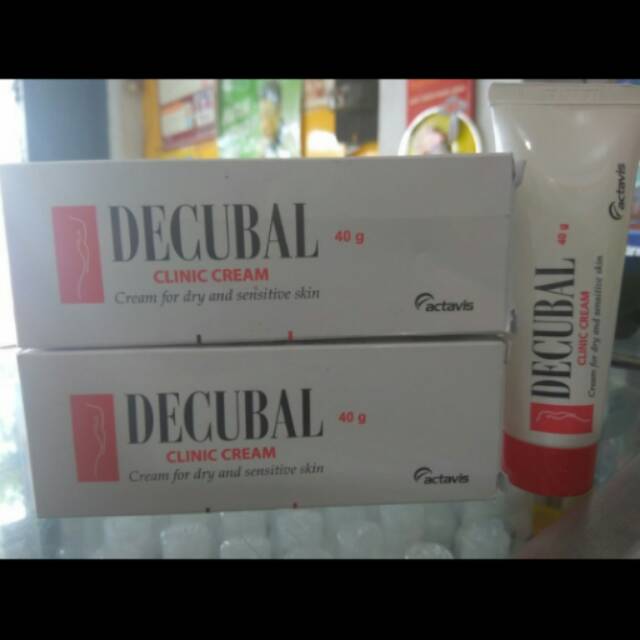 DECUBAL 40 g
CLINIC CREAM
Cream for dry and sensitive skin
actavis
DECUBAL 40 g
CLINIC CREAM
Cream for dry and sensitive skin
actavis
DECUBAL 40 g
CLINIC CREAM
Cream for dry and sensitive skin
actavis